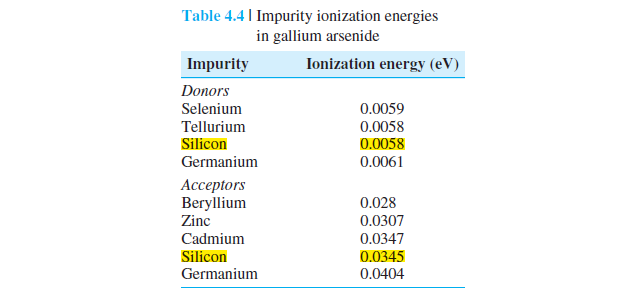 Table 4.4 | Impurity ionization energies
in gallium arsenide
Impurity Ionization energy (eV)
Donors
Selenium 0.0059
Tellurium 0.0058
Silicon 0.0058
Germanium 0.0061
Acceptors
Beryllium 0.028
Zinc 0.0307
Cadmium 0.0347
Silicon 0.0345
Germanium 0.0404